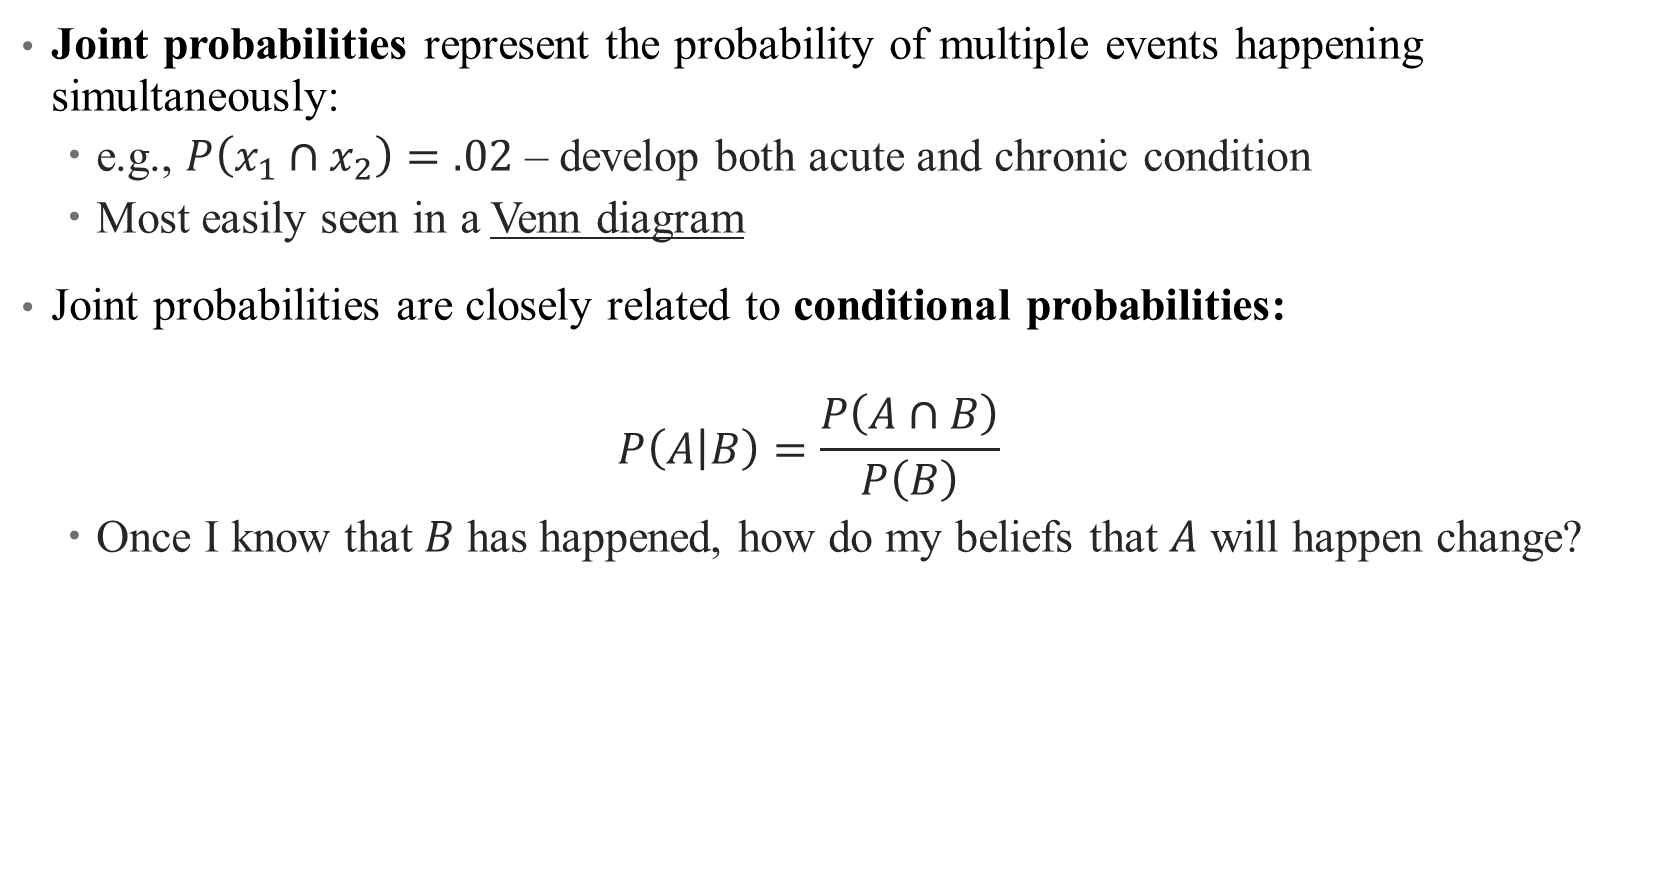 • Joint probabilities represent the probability of multiple events happening
simultaneously:
• e.g., P(x₁ ∩ x₂) = .02 – develop both acute and chronic condition
• Most easily seen in a Venn diagram
• Joint probabilities are closely related to conditional probabilities:
P(A|B) = P(A ∩ B) / P(B)
• Once I know that B has happened, how do my beliefs that A will happen change?